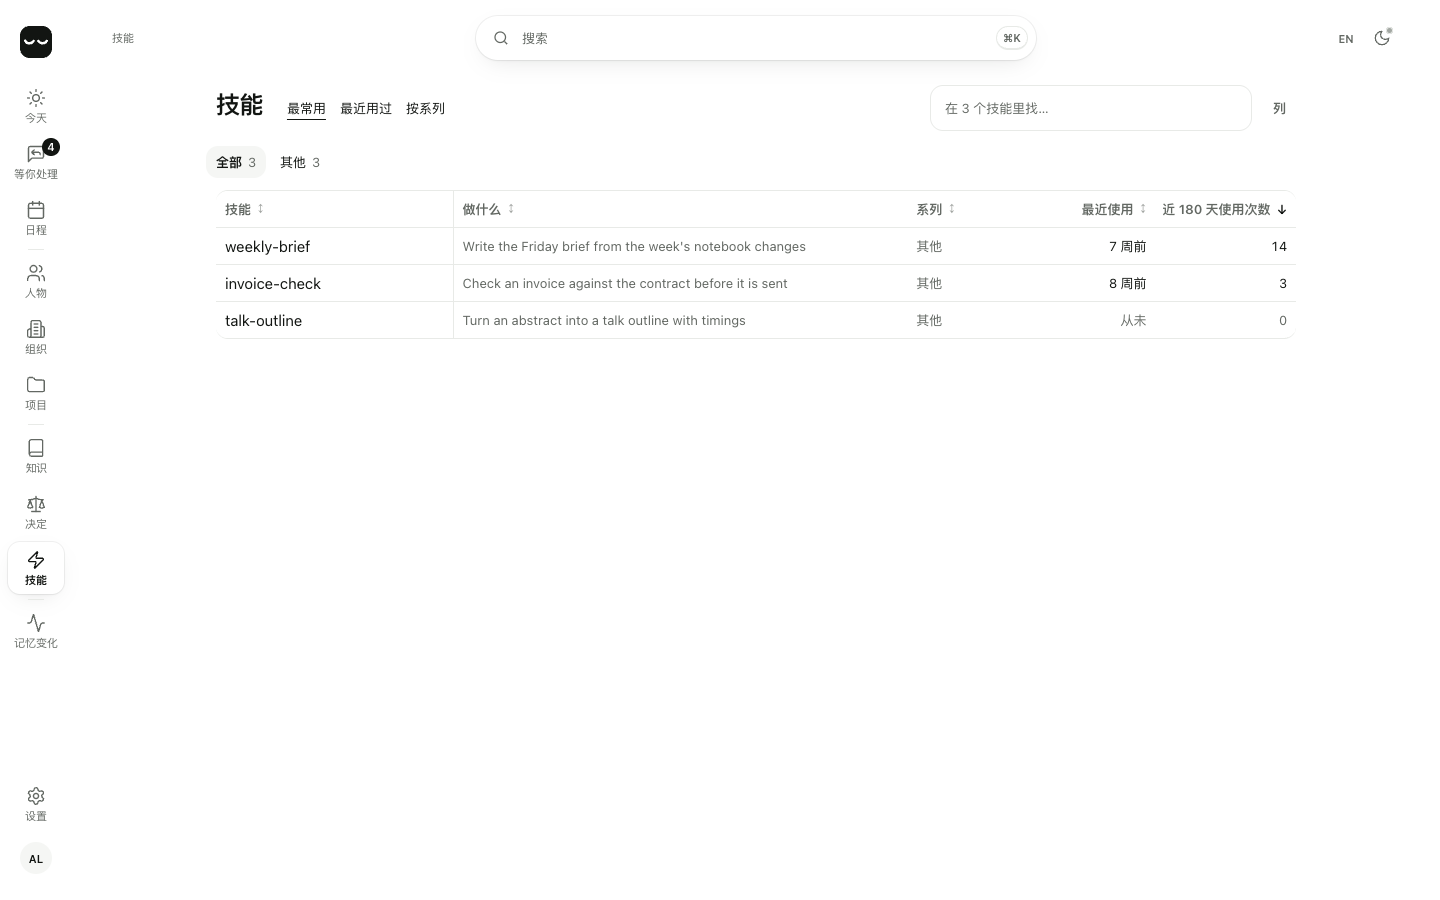 技能
搜索
⌘K
EN
今天
4
等你处理
日程
人物
组织
项目
知识
决定
技能
记忆变化
设置
AL
技能
最常用 最近用过 按系列
在 3 个技能里找...
列
全部 3 其他 3
技能 做什么 系列 最近使用 近 180 天使用次数
weekly-brief Write the Friday brief from the week's notebook changes 其他 7 周前 14
invoice-check Check an invoice against the contract before it is sent 其他 8 周前 3
talk-outline Turn an abstract into a talk outline with timings 其他 从未 0